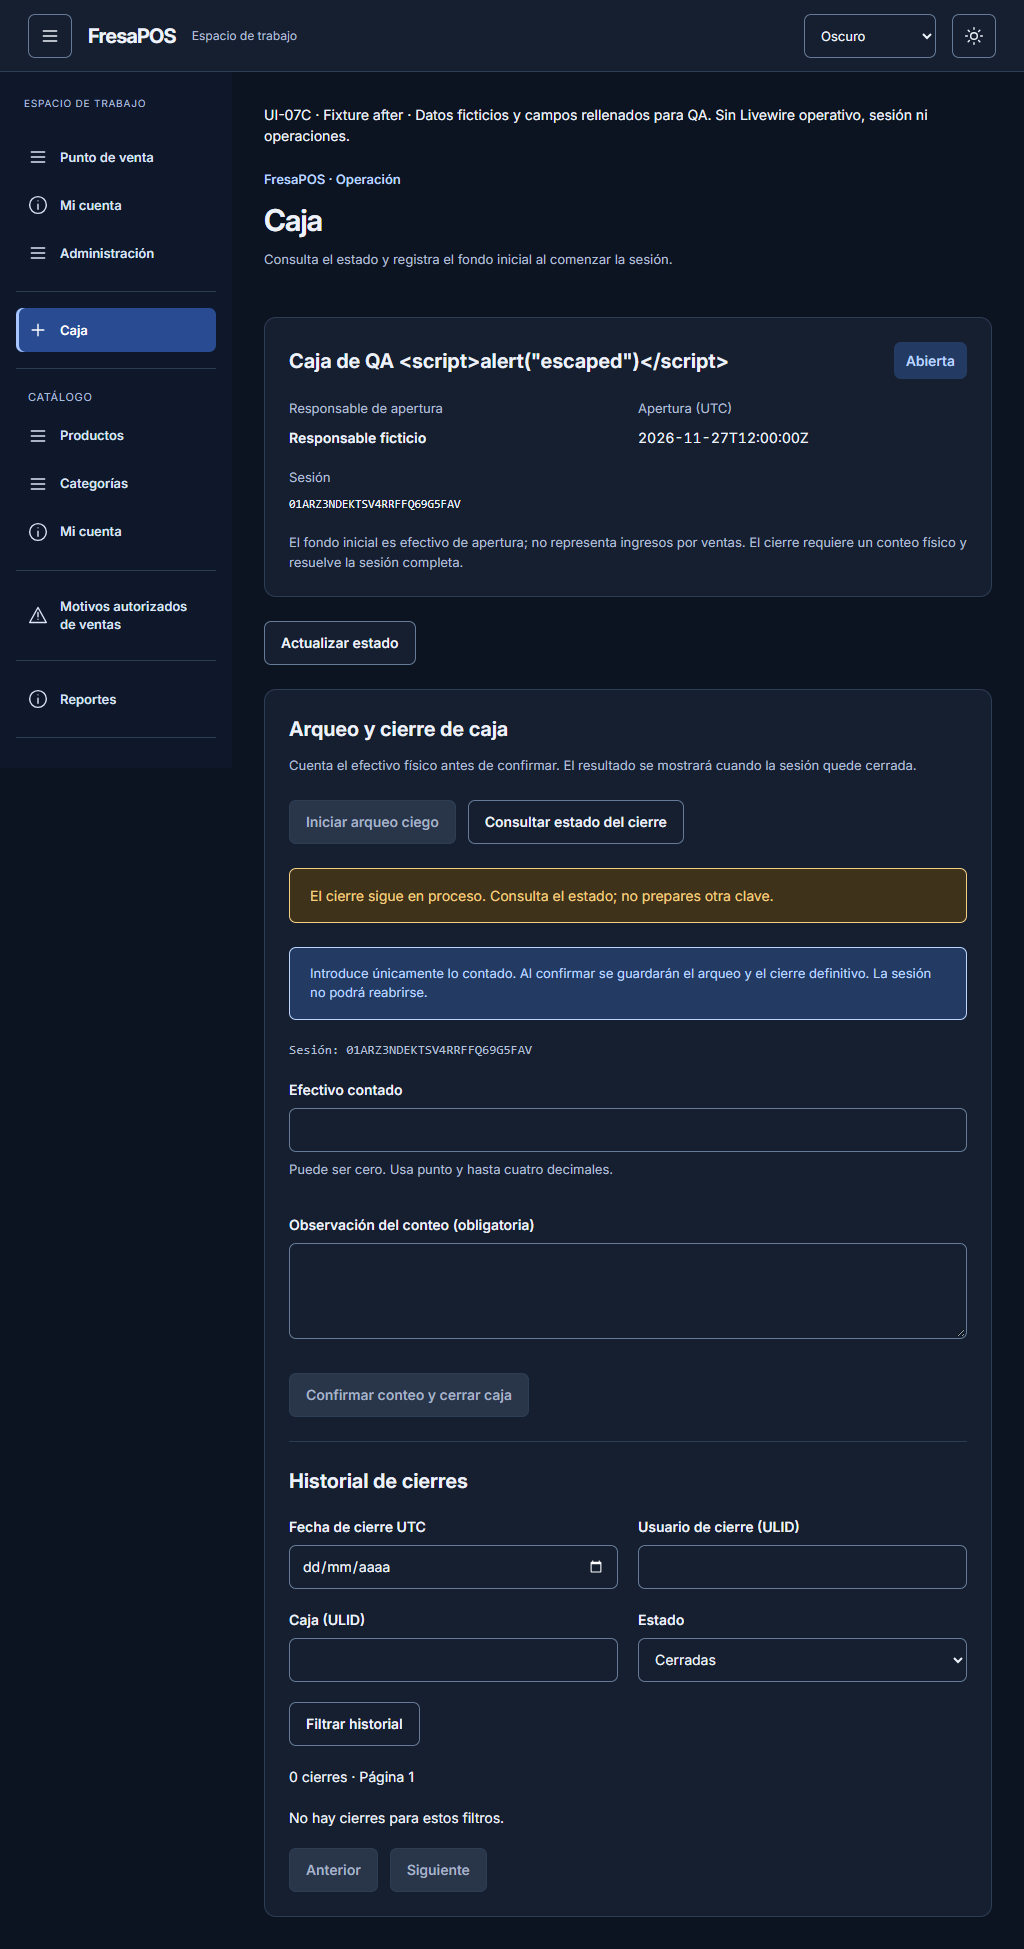 FresaPOS
Espacio de trabajo
Oscuro
ESPACIO DE TRABAJO
Punto de venta
Mi cuenta
Administración
Caja
CATÁLOGO
Productos
Categorías
Mi cuenta
Motivos autorizados
de ventas
Reportes
UI-07C · Fixture after · Datos ficticios y campos rellenados para QA. Sin Livewire operativo, sesión ni
operaciones.
FresaPOS · Operación
Caja
Consulta el estado y registra el fondo inicial al comenzar la sesión.
Caja de QA <script>alert("escaped")</script>
Abierta
Responsable de apertura
Responsable ficticio
Apertura (UTC)
2026-11-27T12:00:00Z
Sesión
01ARZ3NDEKTSV4RRFFQ69G5FAV
El fondo inicial es efectivo de apertura; no representa ingresos por ventas. El cierre requiere un conteo físico y
resuelve la sesión completa.
Actualizar estado
Arqueo y cierre de caja
Cuenta el efectivo físico antes de confirmar. El resultado se mostrará cuando la sesión quede cerrada.
Iniciar arqueo ciego
Consultar estado del cierre
El cierre sigue en proceso. Consulta el estado; no prepares otra clave.
Introduce únicamente lo contado. Al confirmar se guardarán el arqueo y el cierre definitivo. La sesión
no podrá reabrirse.
Sesión: 01ARZ3NDEKTSV4RRFFQ69G5FAV
Efectivo contado
Puede ser cero. Usa punto y hasta cuatro decimales.
Observación del conteo (obligatoria)
Confirmar conteo y cerrar caja
Historial de cierres
Fecha de cierre UTC
dd/mm/aaaa
Usuario de cierre (ULID)
Caja (ULID)
Estado
Cerradas
Filtrar historial
0 cierres · Página 1
No hay cierres para estos filtros.
Anterior
Siguiente